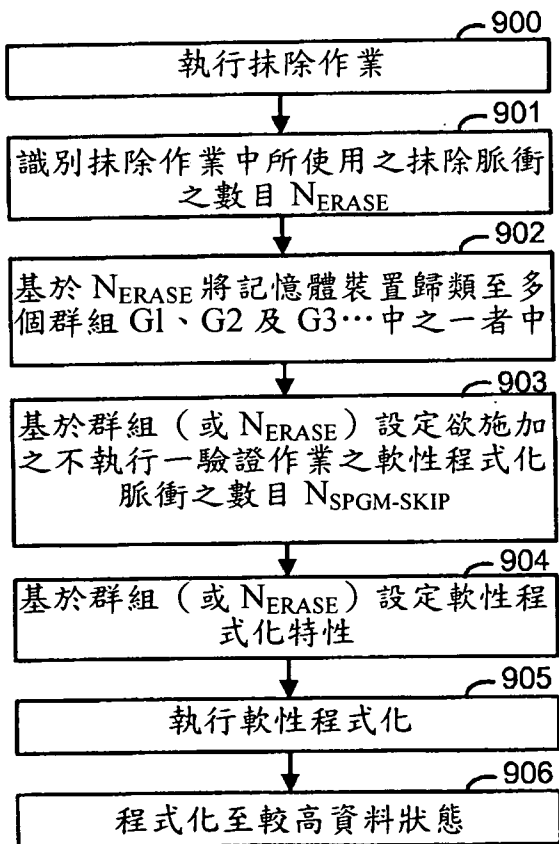 900
執行抹除作業
901
識別抹除作業中所使用之抹除脈衝
之數目 NERASE
902
基於 NERASE 將記憶體裝置歸類至多
個群組 G1、G2 及 G3…中之一者中
903
基於群組（或 NERASE）設定欲施加
之不執行一驗證作業之軟性程式化
脈衝之數目 NSPGM-SKIP
904
基於群組（或 NERASE）設定軟性程
式化特性
905
執行軟性程式化
906
程式化至較高資料狀態